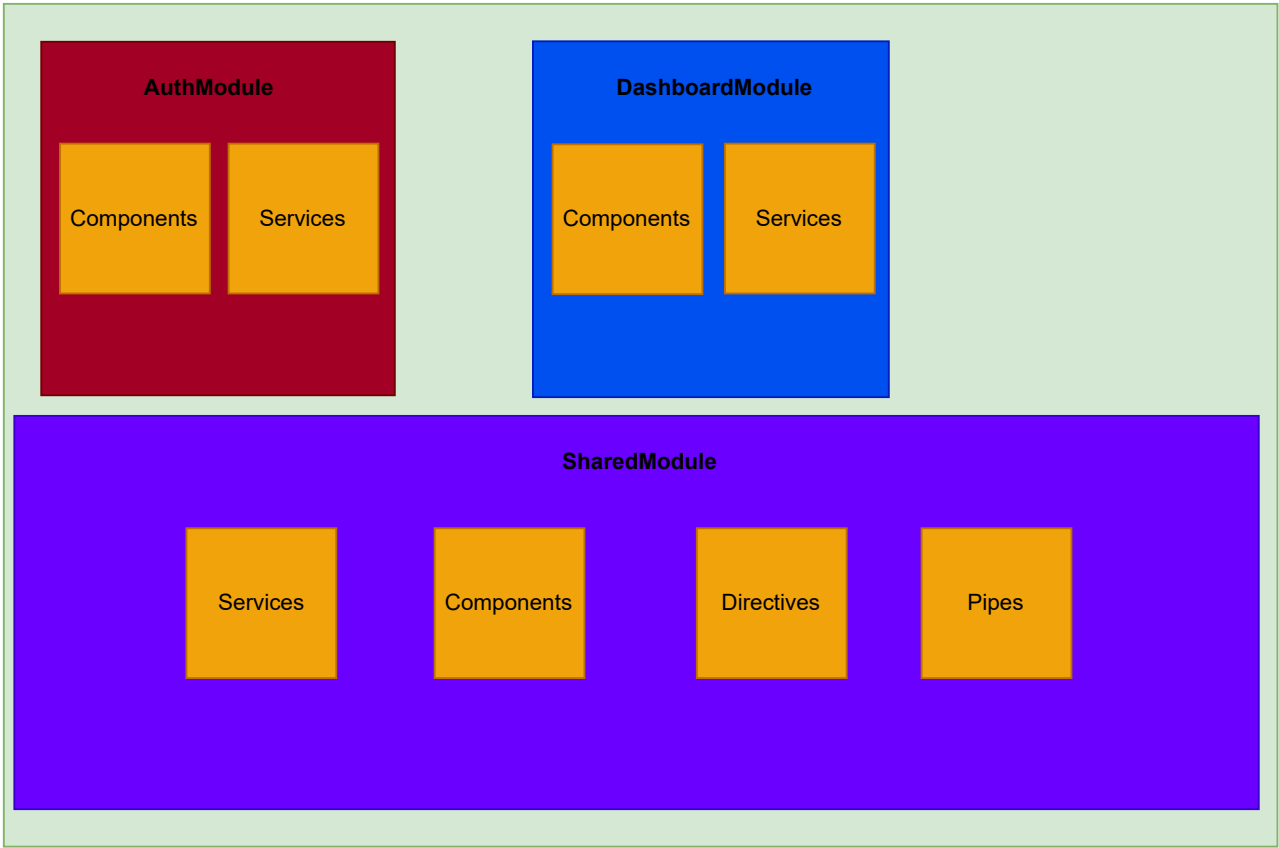 AuthModule
Components
Services
DashboardModule
Components
Services
SharedModule
Services
Components
Directives
Pipes